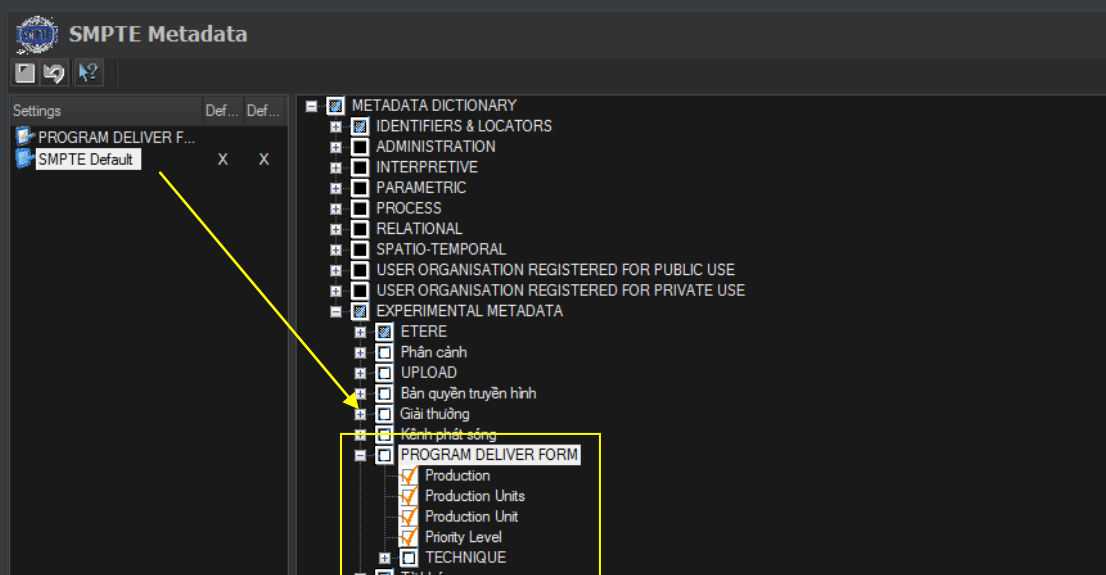 SMPTE Metadata
Settings Def... Def...
PROGRAM DELIVER F...
SMPTE Default X X
METADATA DICTIONARY
IDENTIFIERS & LOCATORS
ADMINISTRATION
INTERPRETIVE
PARAMETRIC
PROCESS
RELATIONAL
SPATIO-TEMPORAL
USER ORGANISATION REGISTERED FOR PUBLIC USE
USER ORGANISATION REGISTERED FOR PRIVATE USE
EXPERIMENTAL METADATA
ETERE
Phân cảnh
UPLOAD
Bản quyền truyền hình
Giải thưởng
Kênh phát sóng
PROGRAM DELIVER FORM
Production
Production Units
Production Unit
Priority Level
TECHNIQUE